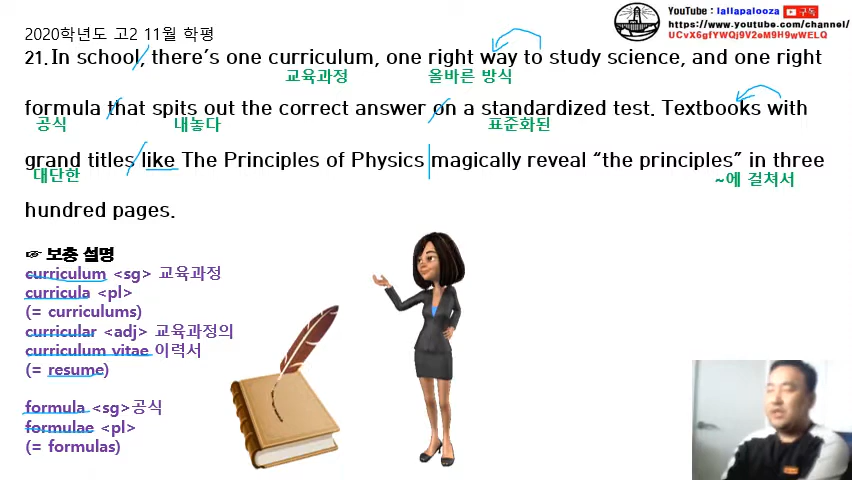 YouTube : lallapalooza 구독
https://www.youtube.com/channel/
UCvX6gfYWQj9V2eM9H9wWELQ
2020학년도 고2 11월 학평
21. In school, there's one curriculum, one right way to study science, and one right
교육과정 올바른 방식
formula that spits out the correct answer on a standardized test. Textbooks with
공식 내놓다 표준화된
grand titles like The Principles of Physics magically reveal “the principles” in three
대단한 ~에 걸쳐서
hundred pages.
☞ 보충 설명
curriculum <sg> 교육과정
curricula <pl>
(= curriculums)
curricular <adj> 교육과정의
curriculum vitae 이력서
(= resume)
formula <sg>공식
formulae <pl>
(= formulas)